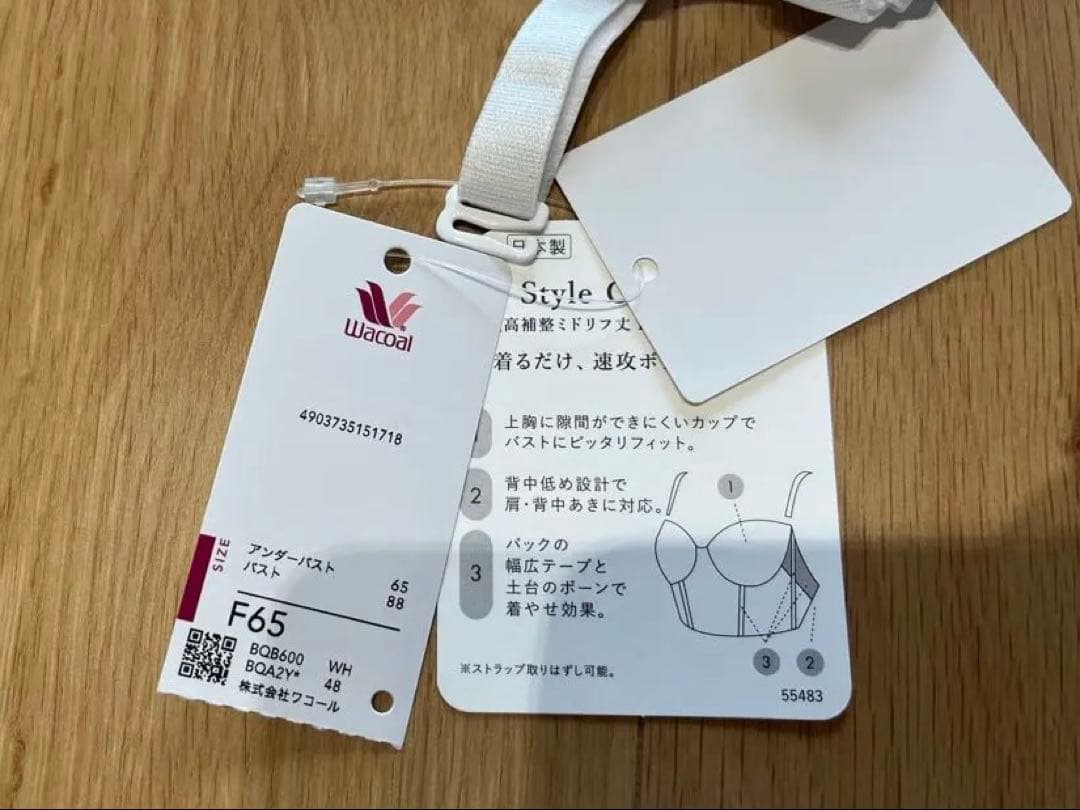 Wacoal
4903735151718
SIZE
アンダーバスト 65
バスト 88
F65
BQB600 WH
BQA2Y* 48
株式会社ワコール
日本製
Style
高補整ミドリフ丈
着るだけ、速攻ボ
上胸に隙間ができにくいカップで
バストにピッタリフィット。
2
背中低め設計で
肩・背中あきに対応。
3
バックの
幅広テープと
土台のボーンで
着やせ効果。
1
3
2
※ストラップ取りはずし可能。
55483